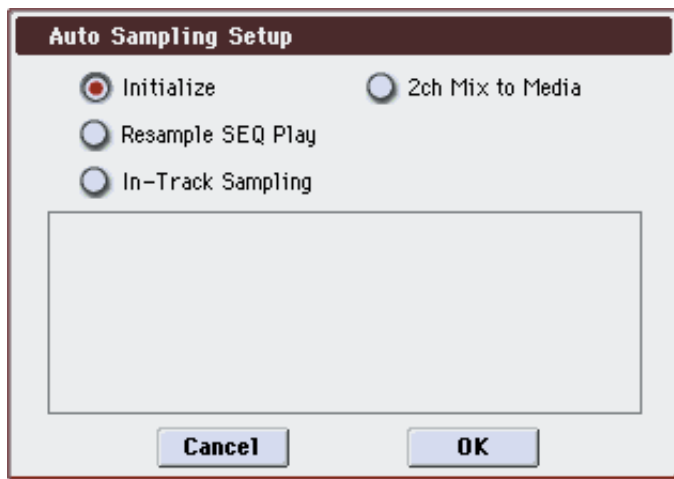 Auto Sampling Setup
Initialize 2ch Mix to Media
Resample SEQ Play
In-Track Sampling
Cancel OK